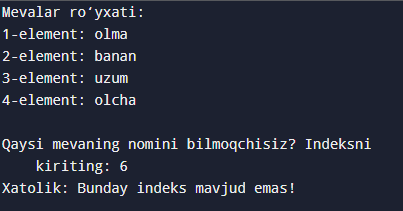 Mevalar ro‘yxati:
1-element: olma
2-element: banan
3-element: uzum
4-element: olcha
Qaysi mevaning nomini bilmoqchisiz? Indeksni
kiriting: 6
Xatolik: Bunday indeks mavjud emas!